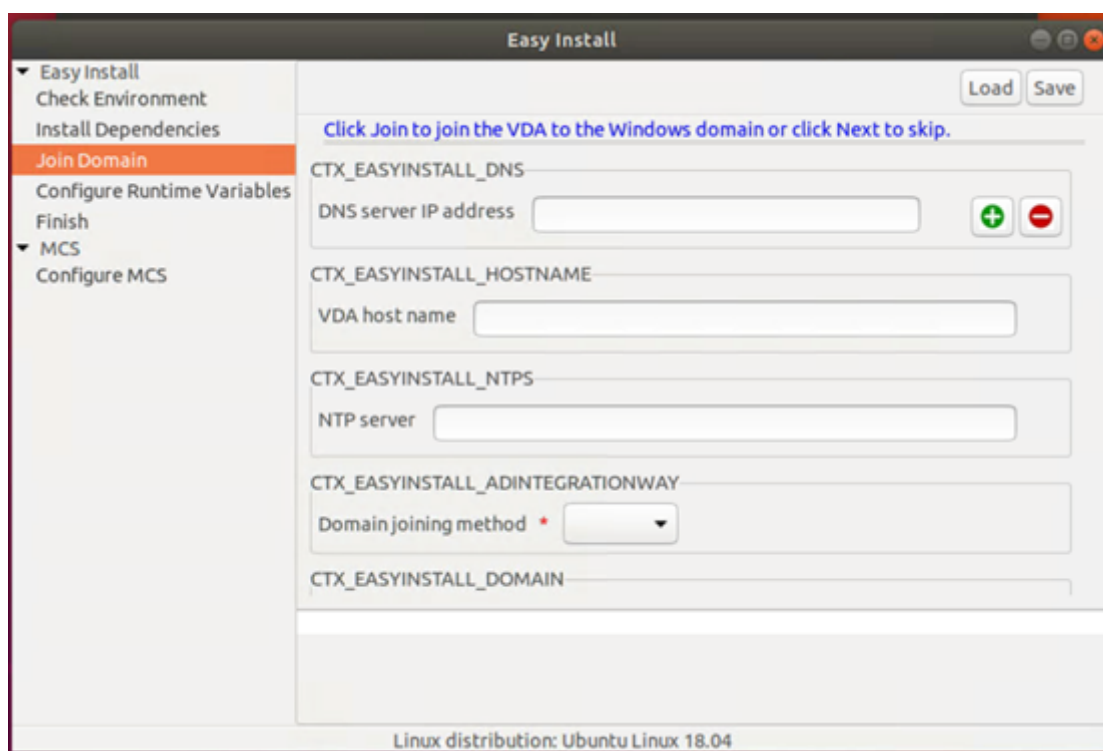 Easy Install
Easy Install
Check Environment
Install Dependencies
Join Domain
Configure Runtime Variables
Finish
MCS
Configure MCS
Load Save
Click Join to join the VDA to the Windows domain or click Next to skip.
CTX_EASYINSTALL_DNS
DNS server IP address
CTX_EASYINSTALL_HOSTNAME
VDA host name
CTX_EASYINSTALL_NTPS
NTP server
CTX_EASYINSTALL_ADINTEGRATIONWAY
Domain joining method *
CTX_EASYINSTALL_DOMAIN
Linux distribution: Ubuntu Linux 18.04